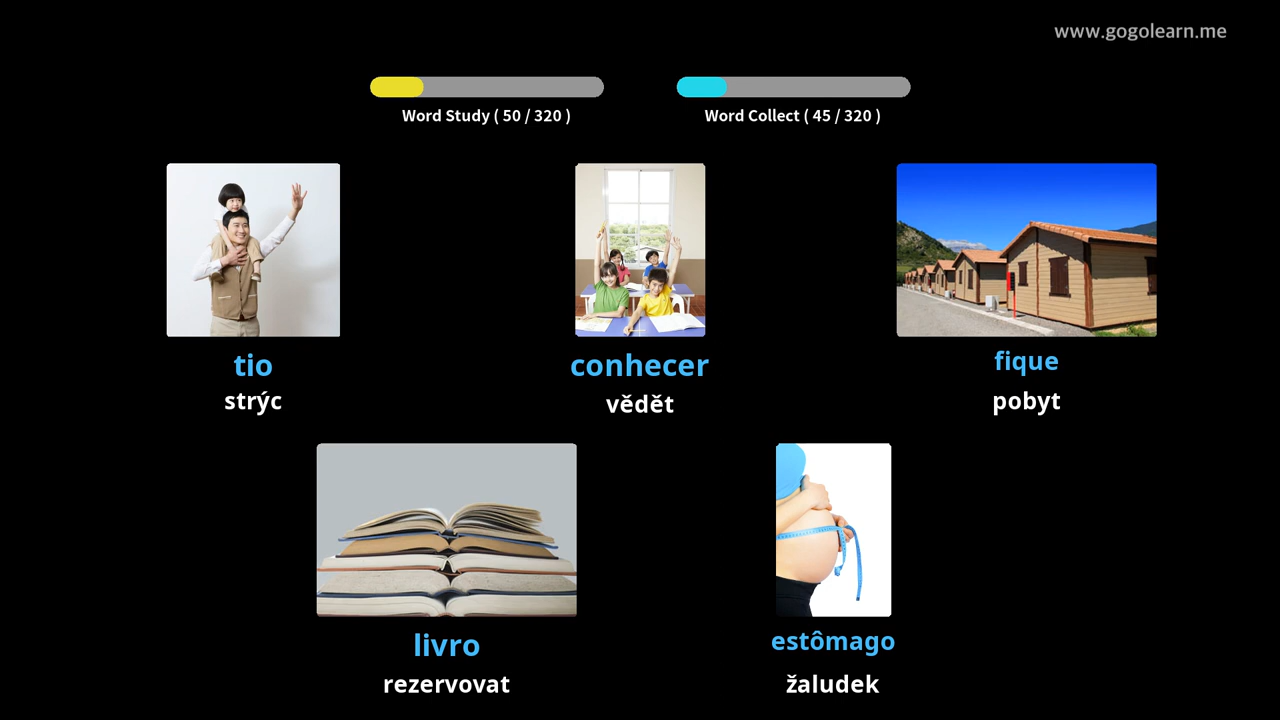 www.gogolearn.me
Word Study ( 50 / 320 )
Word Collect ( 45 / 320 )
tio
strýc
conhecer
vědět
fique
pobyt
livro
rezervovat
estômago
žaludek